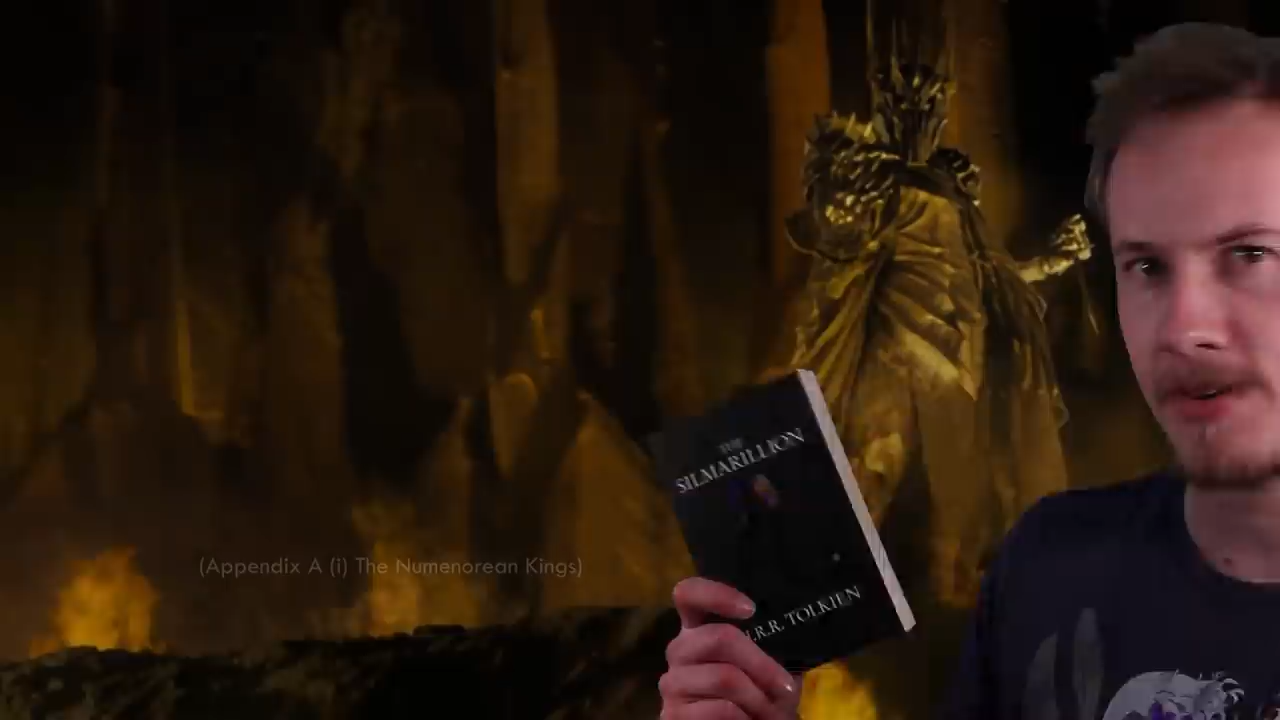 THE
SILMARILLION
J.R.R. TOLKIEN
(Appendix A (i) The Numenorean Kings)